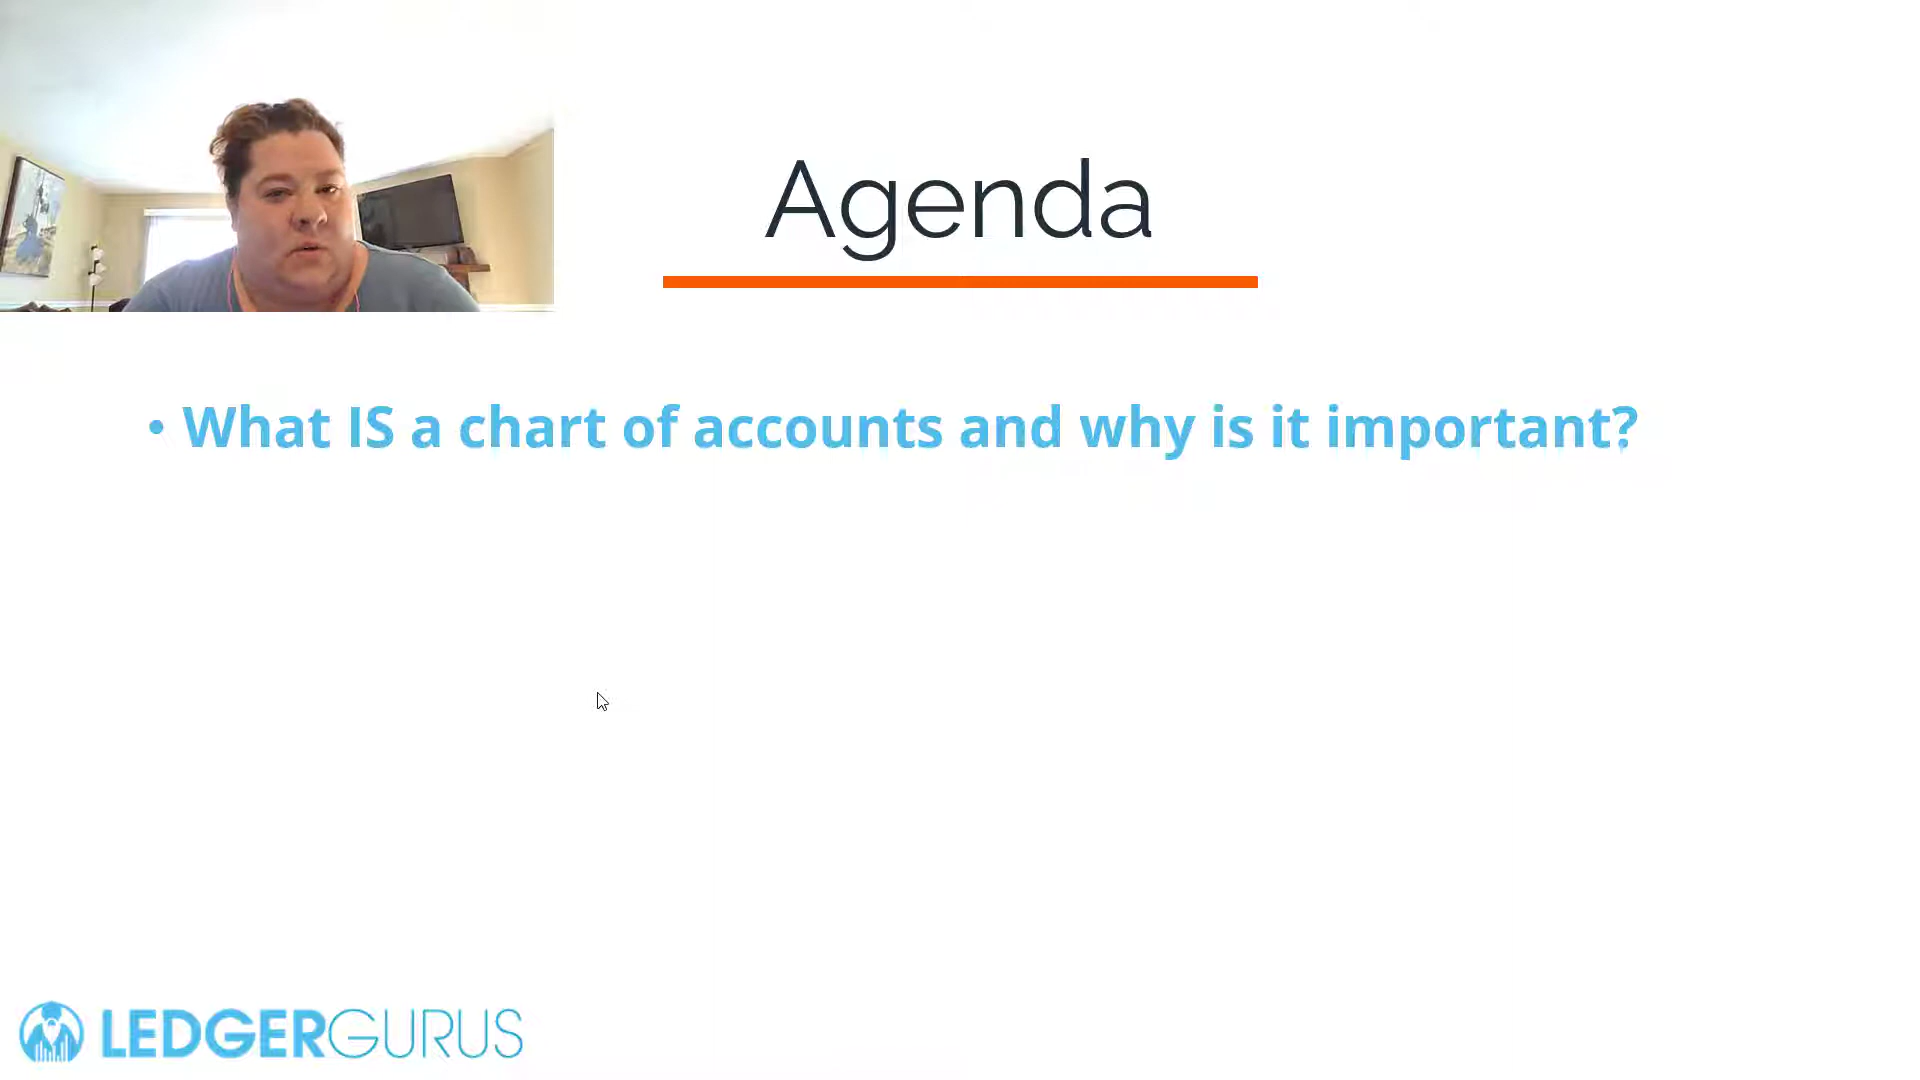 Agenda
• What IS a chart of accounts and why is it important?
LEDGERGURUS